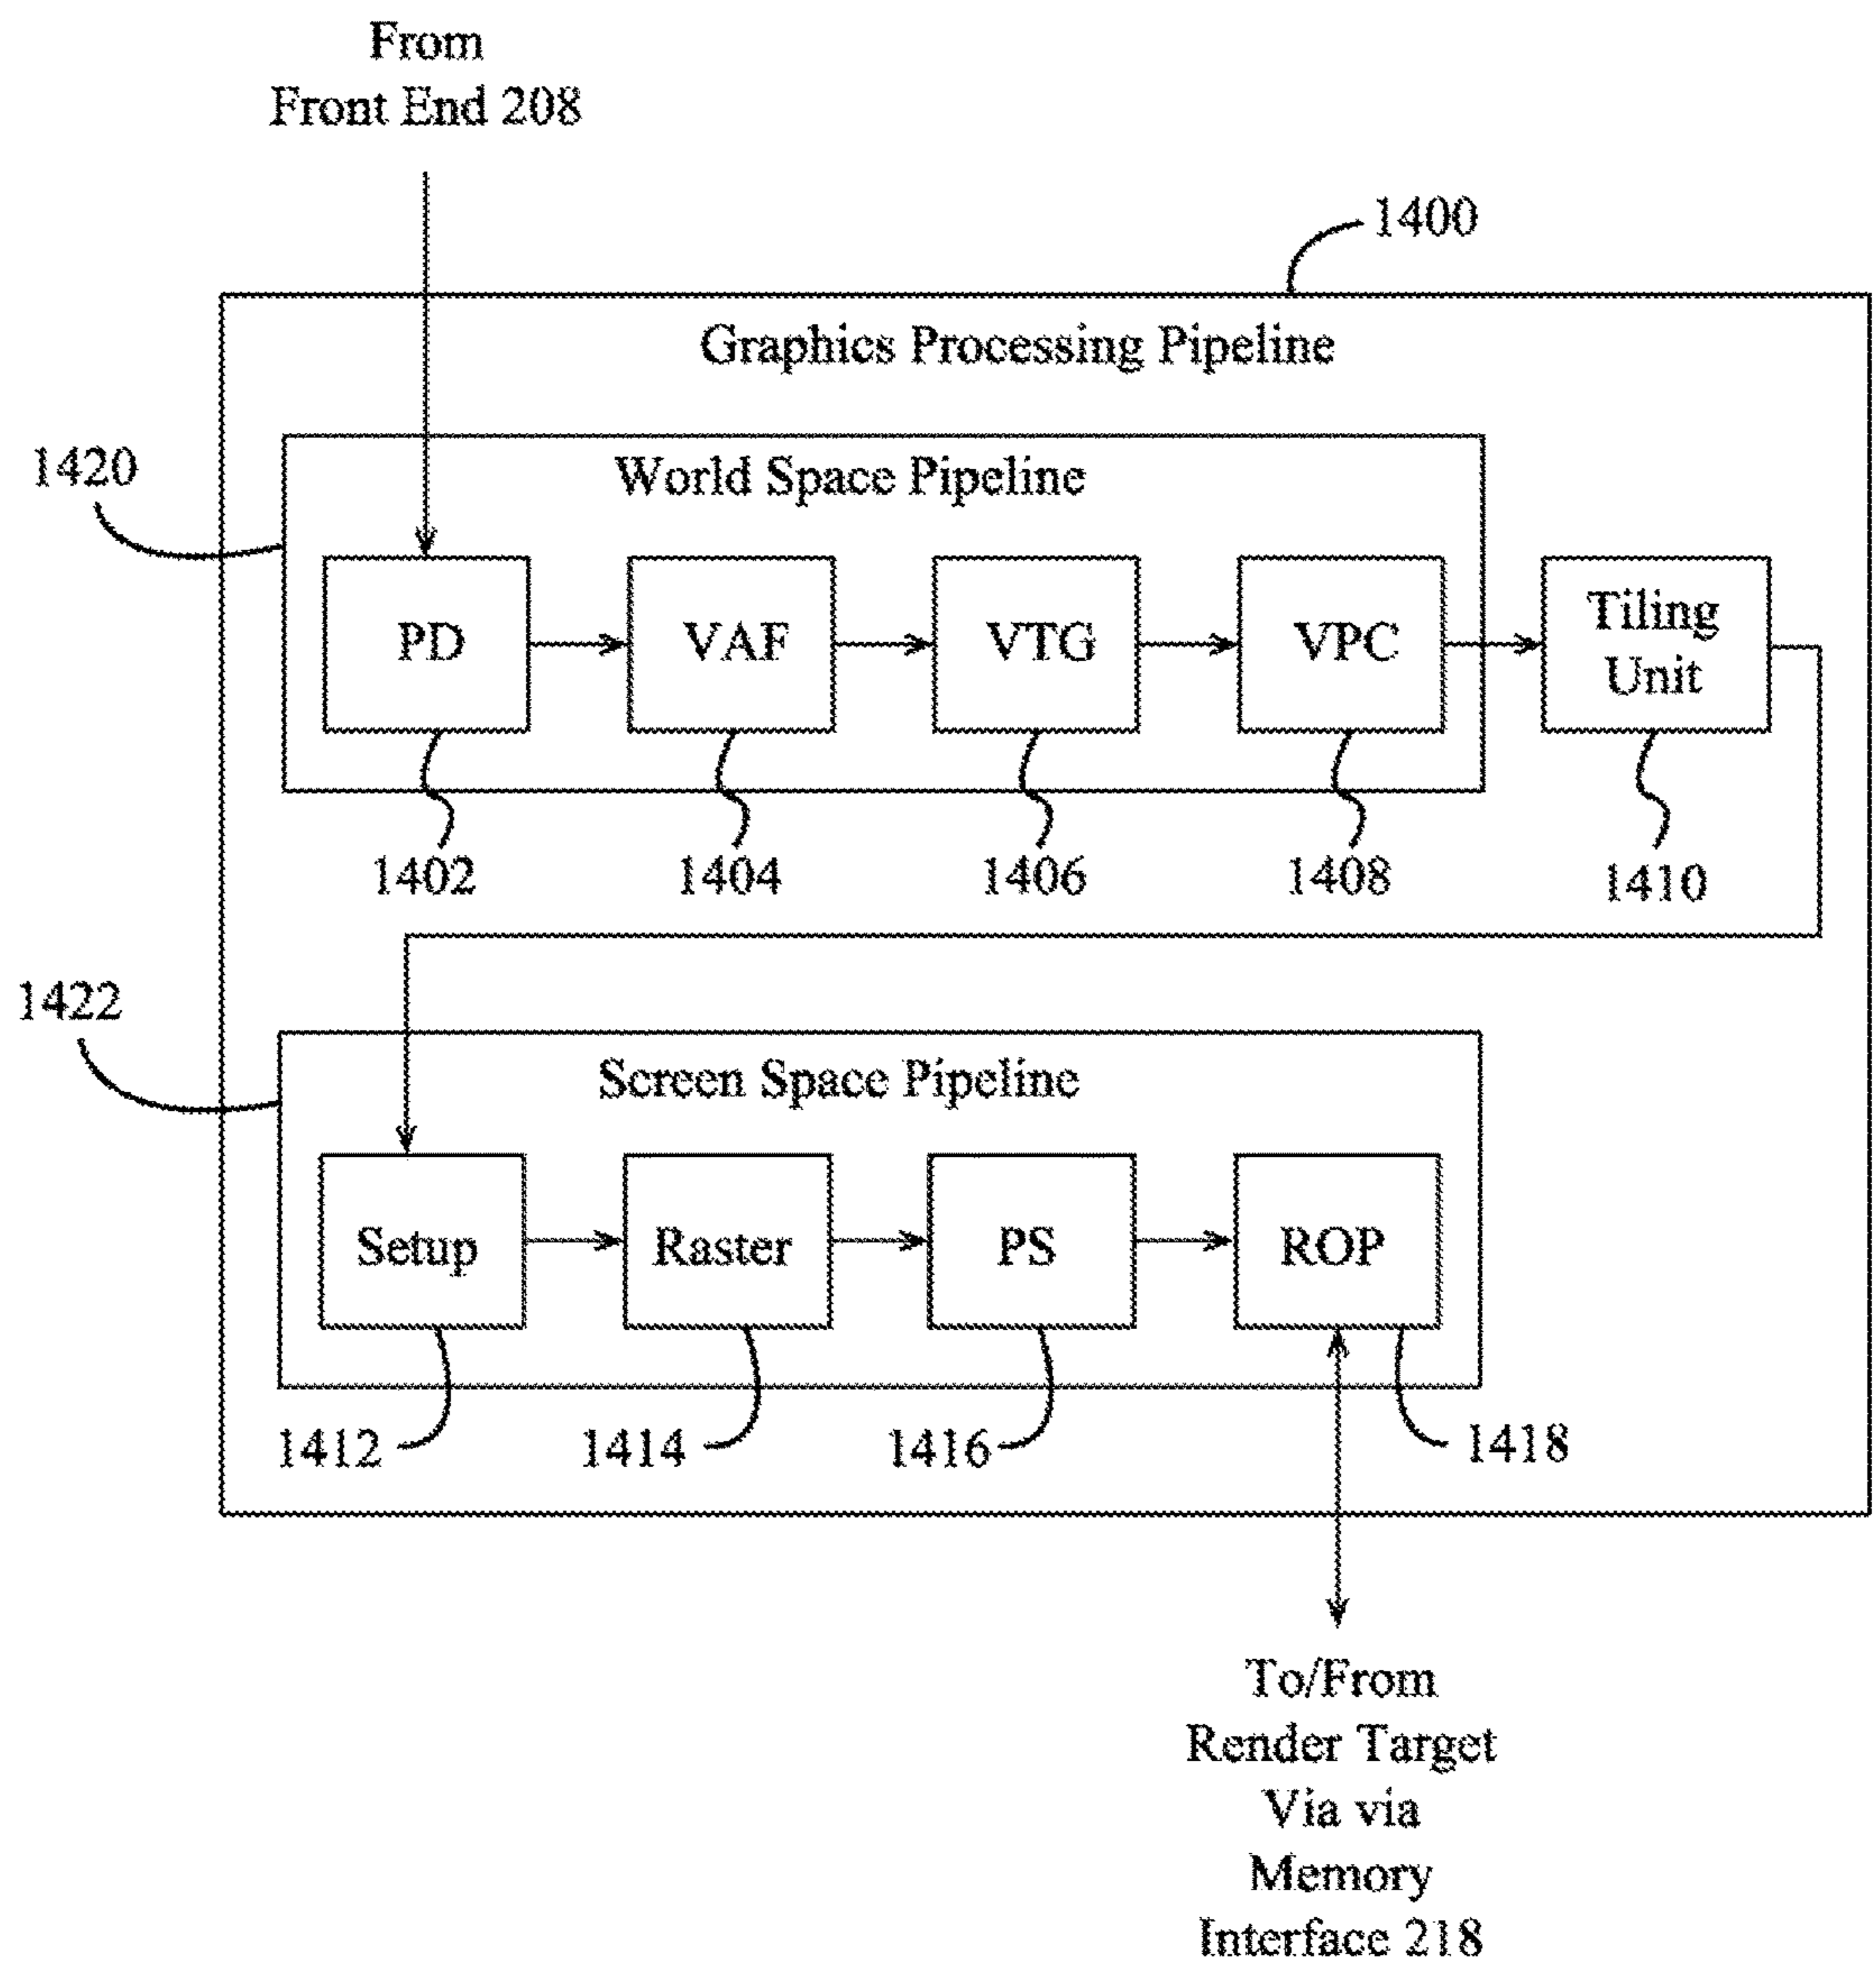 From
Front End 208
1400
Graphics Processing Pipeline
1420
World Space Pipeline
PD
VAF
VTG
VPC
Tiling
Unit
1402
1404
1406
1408
1410
1422
Screen Space Pipeline
Setup
Raster
PS
ROP
1412
1414
1416
1418
To/From
Render Target
Via via
Memory
Interface 218